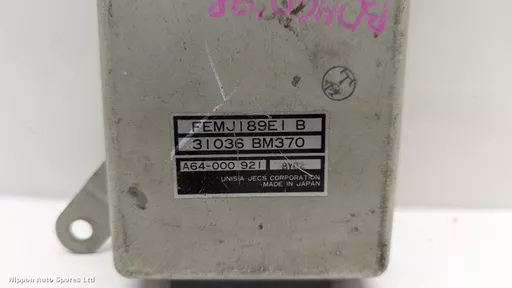 FEMJ189E1 B
31036 BM370
A64-000 921
UNISIA JECS CORPORATION
MADE IN JAPAN
Nippon Auto Spares Ltd